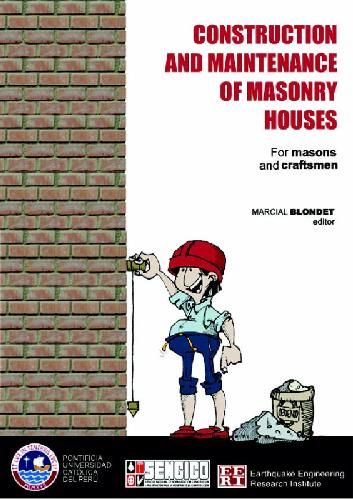 CONSTRUCTION
AND MAINTENANCE
OF MASONRY
HOUSES
For masons
and craftsmen
MARCIAL BLONDET
editor
PONTIFICIA
UNIVERSIDAD
CATÓLICA
DEL PERÚ
SENCICO
EERI
Earthquake Engineering
Research Institute